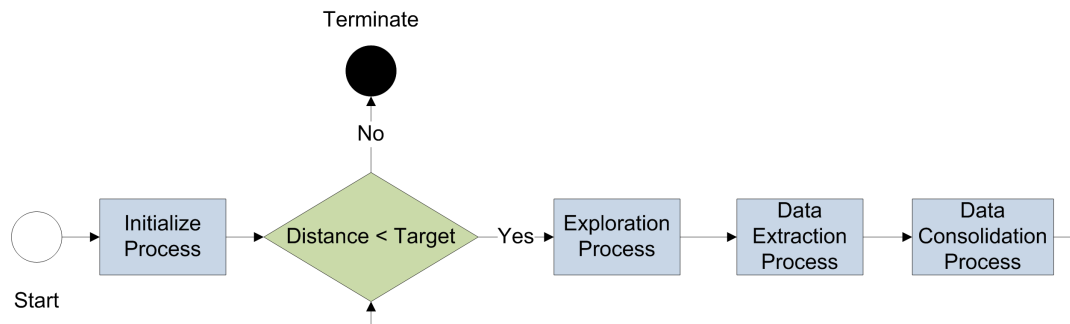 Terminate
No
Initialize
Process
Distance < Target
Yes
Exploration
Process
Data
Extraction
Process
Data
Consolidation
Process
Start